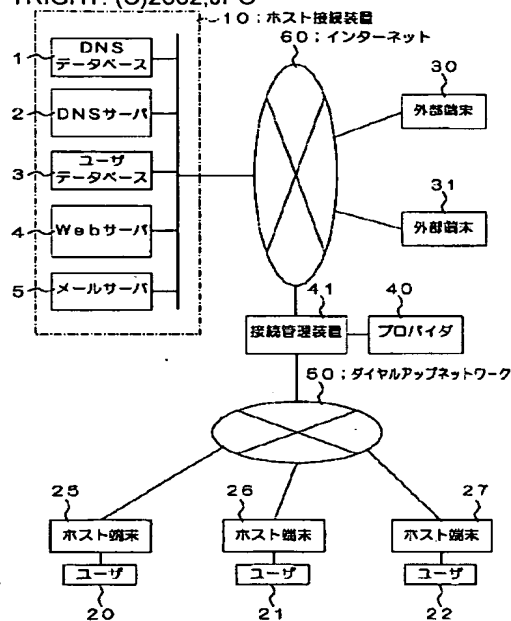 TRIGHT: (C)2002,JPO
10;ホスト接続装置
60;インターネット
1
DNS
データベース
2
DNSサーバ
3
ユーザ
データベース
4
Webサーバ
5
メールサーバ
30
外部端末
31
外部端末
41
接続管理装置
40
プロバイダ
50;ダイヤルアップネットワーク
25
ホスト端末
26
ホスト端末
27
ホスト端末
ユーザ
20
ユーザ
21
ユーザ
22